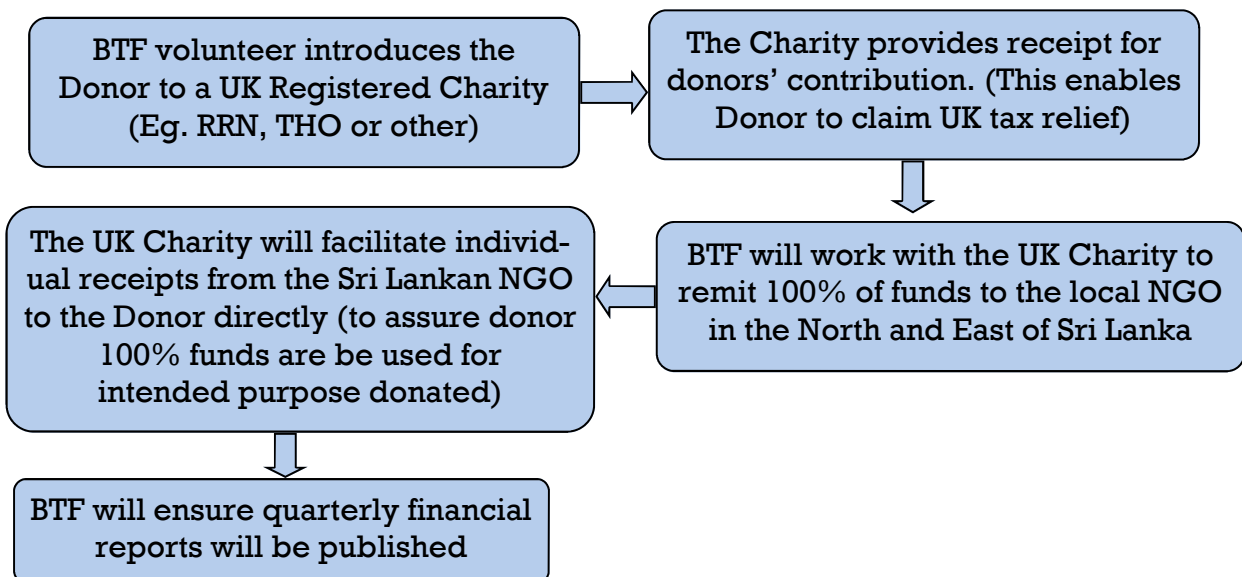 BTF volunteer introduces the
Donor to a UK Registered Charity
(Eg. RRN, THO or other)
The Charity provides receipt for
donors’ contribution. (This enables
Donor to claim UK tax relief)
BTF will work with the UK Charity to
remit 100% of funds to the local NGO
in the North and East of Sri Lanka
The UK Charity will facilitate individ-
ual receipts from the Sri Lankan NGO
to the Donor directly (to assure donor
100% funds are be used for
intended purpose donated)
BTF will ensure quarterly financial
reports will be published